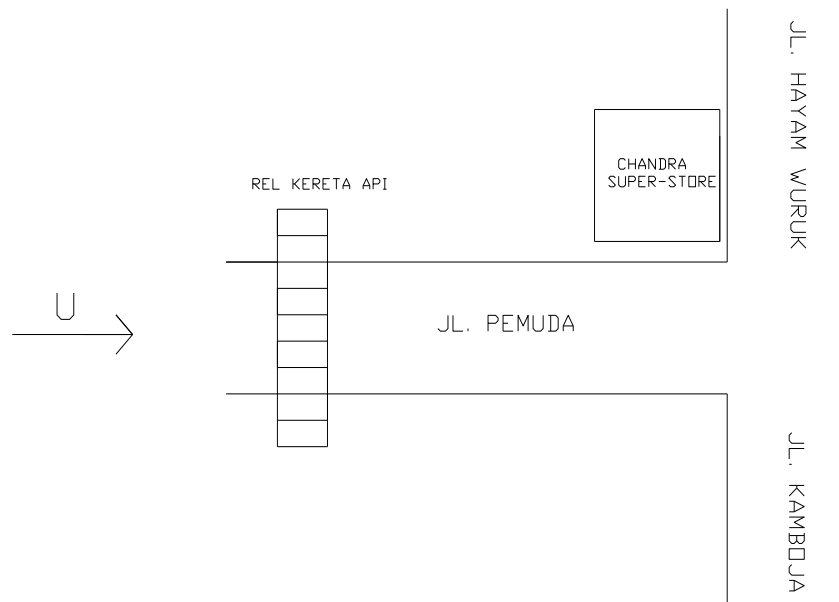 JL. HAYAM WURUK
CHANDRA
SUPER-STORE
REL KERETA API
U
JL. PEMUDA
JL. KAMBOJA